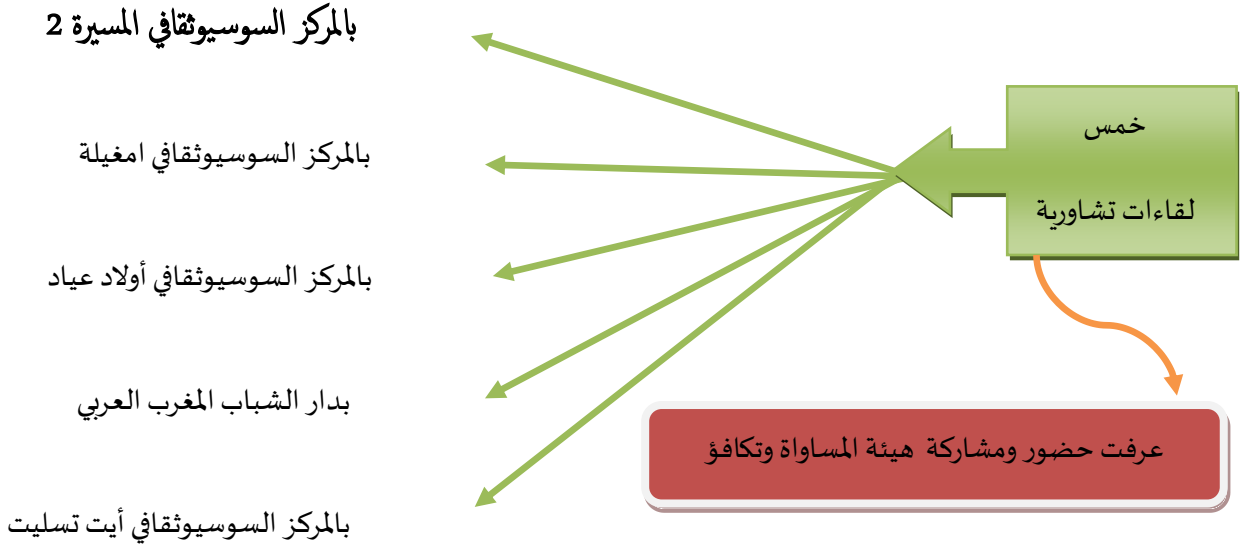 خمس
لقاءات تشاورية
بالمركز السوسيوثقافي المسيرة 2
بالمركز السوسيوثقافي امغيلة
بالمركز السوسيوثقافي أولاد عياد
بدار الشباب المغرب العربي
بالمركز السوسيوثقافي أيت تسليت
عرفت حضور ومشاركة هيئة المساواة وتكافؤ